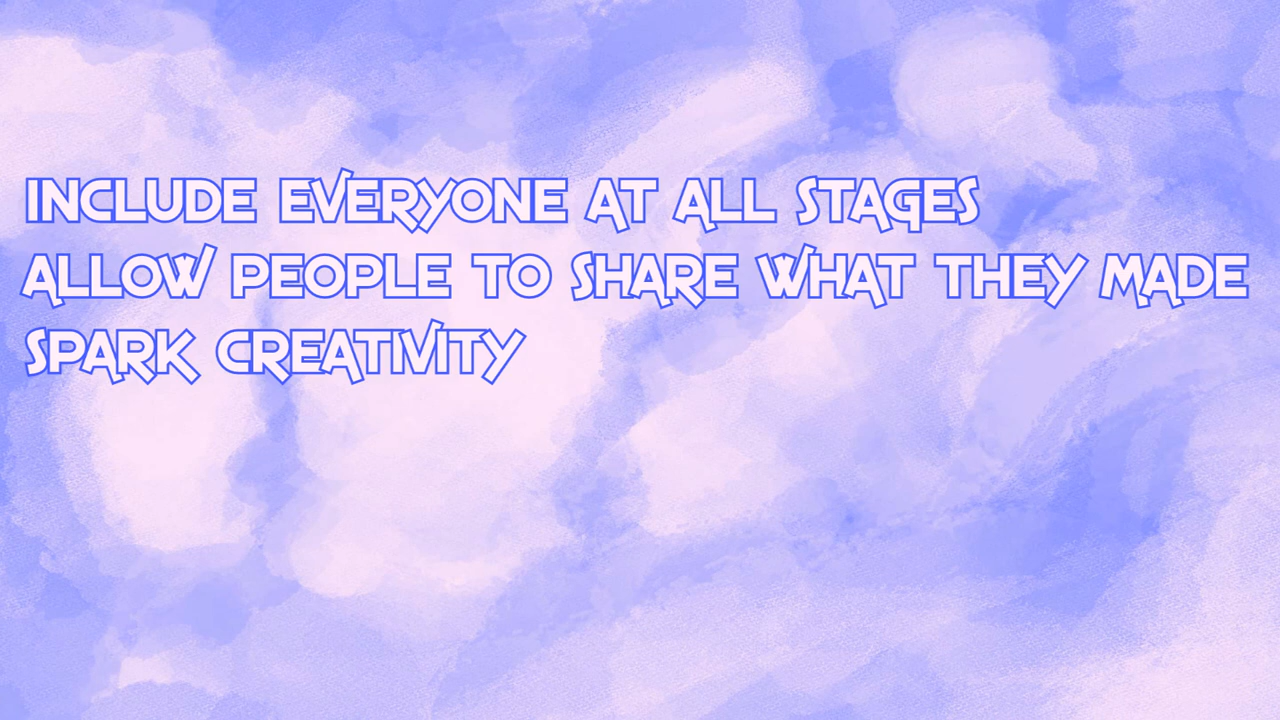 INCLUDE EVERYONE AT ALL STAGES
ALLOW PEOPLE TO SHARE WHAT THEY MADE
SPARK CREATIVITY